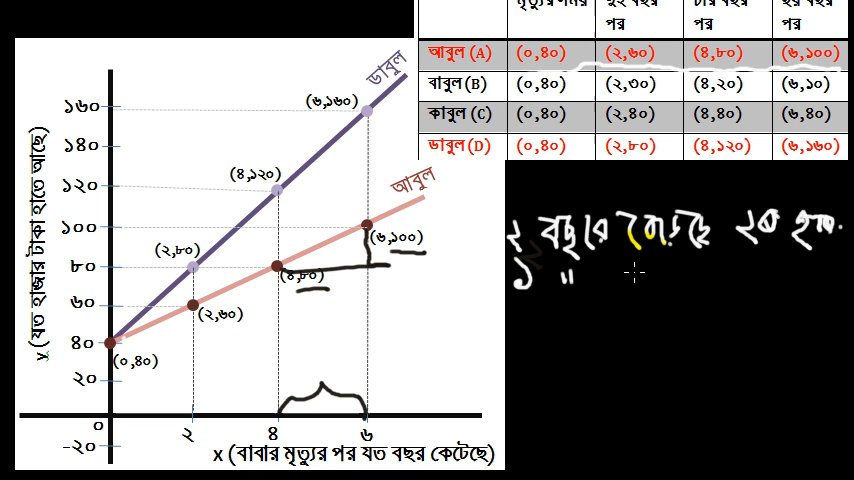 মৃত্যুর সময় দুই বছর পর চার বছর পর ছয় বছর পর
আবুল (A) (০,৪০) (২,৬০) (৪,৮০) (৬,১০০)
বাবুল (B) (০,৪০) (২,৩০) (৪,২০) (৬,১০)
কাবুল (C) (০,৪০) (২,৪০) (৪,৪০) (৬,৪০)
ডাবুল (D) (০,৪০) (২,৮০) (৪,১২০) (৬,১৬০)
ডাবুল
(৬,১৬০)
১৬০
১৪০
(৪,১২০)
১২০
আবুল
১০০
(৬,১০০)
(২,৮০)
৮০
(৪,৮০)
৬০
(২,৬০)
৪০
(০,৪০)
২০
০
-২০
২ ৪ ৬
y (যত হাজার টাকা হাতে আছে)
x (বাবার মৃত্যুর পর যত বছর কেটেছে)
২ বছরে বেড়েছে ২০ হাজা.
১ "